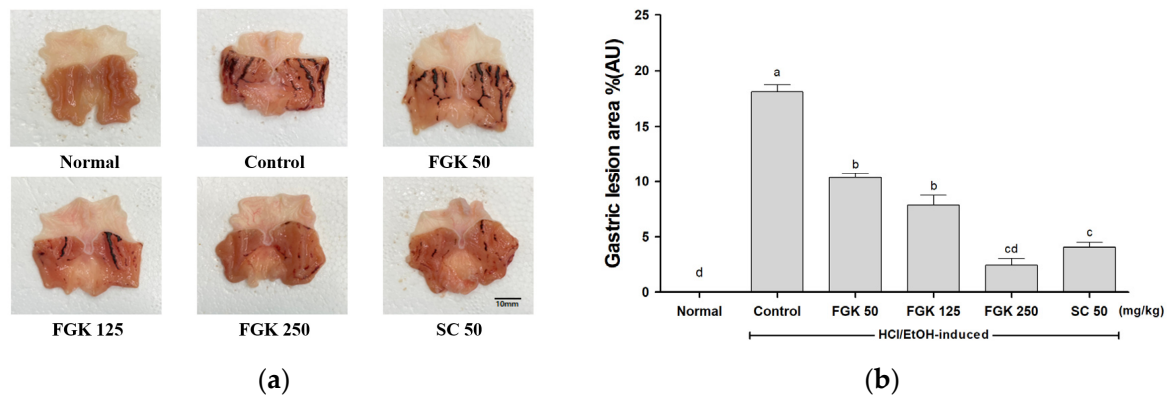 Normal
Control
FGK 50
FGK 125
FGK 250
SC 50
10mm
(a)
Gastric lesion area %(AU)
25
20
15
10
5
0
d
a
b
b
cd
c
Normal
Control
FGK 50
FGK 125
FGK 250
SC 50
(mg/kg)
HCl/EtOH-induced
(b)